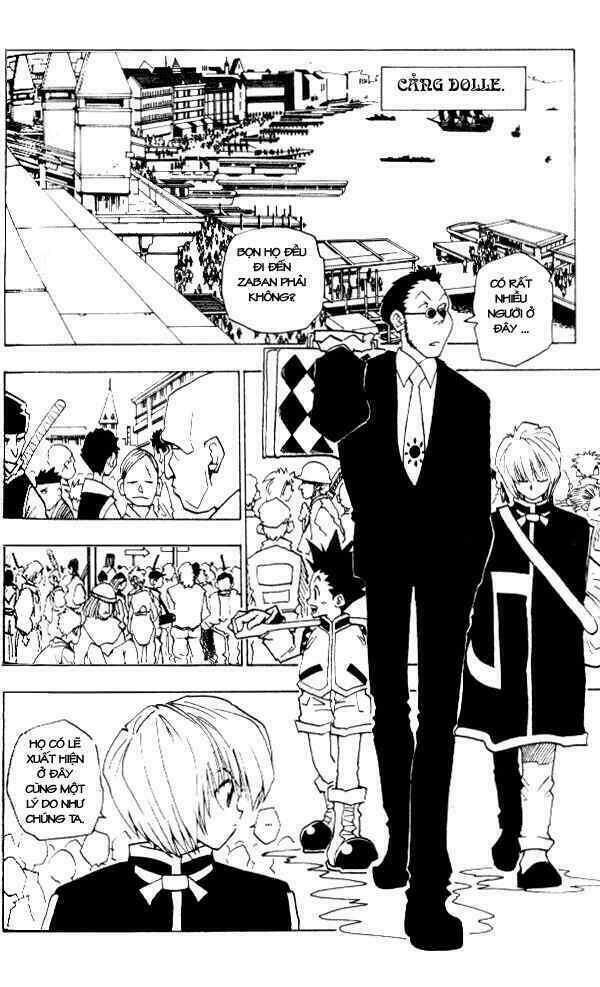 CẢNG DOLLE.
CÓ RẤT
NHIỀU
NGƯỜI Ở
ĐÂY ...
BỌN HỌ ĐỀU
ĐI ĐẾN
ZABAN PHẢI
KHÔNG?
HỌ CÓ LẼ
XUẤT HIỆN
Ở ĐÂY
CŨNG MỘT
LÝ DO NHƯ
CHÚNG TA.
...